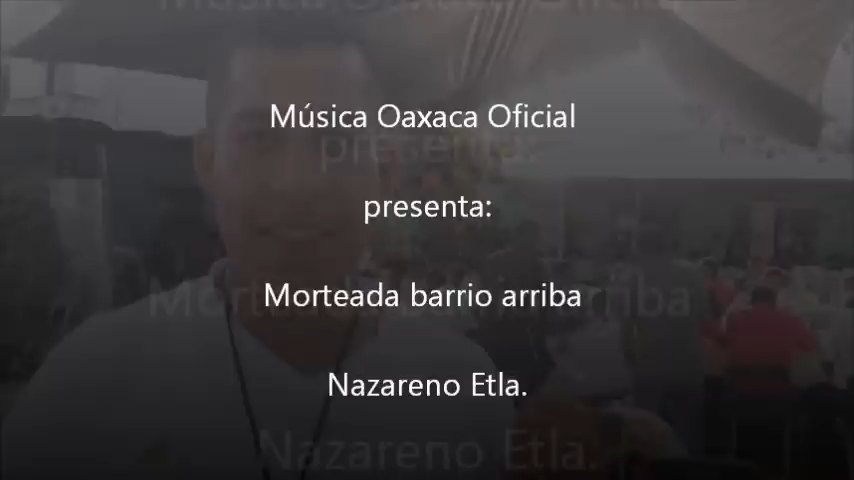 Música Oaxaca Oficial
presenta:
Morteada barrio arriba
Nazareno Etla.